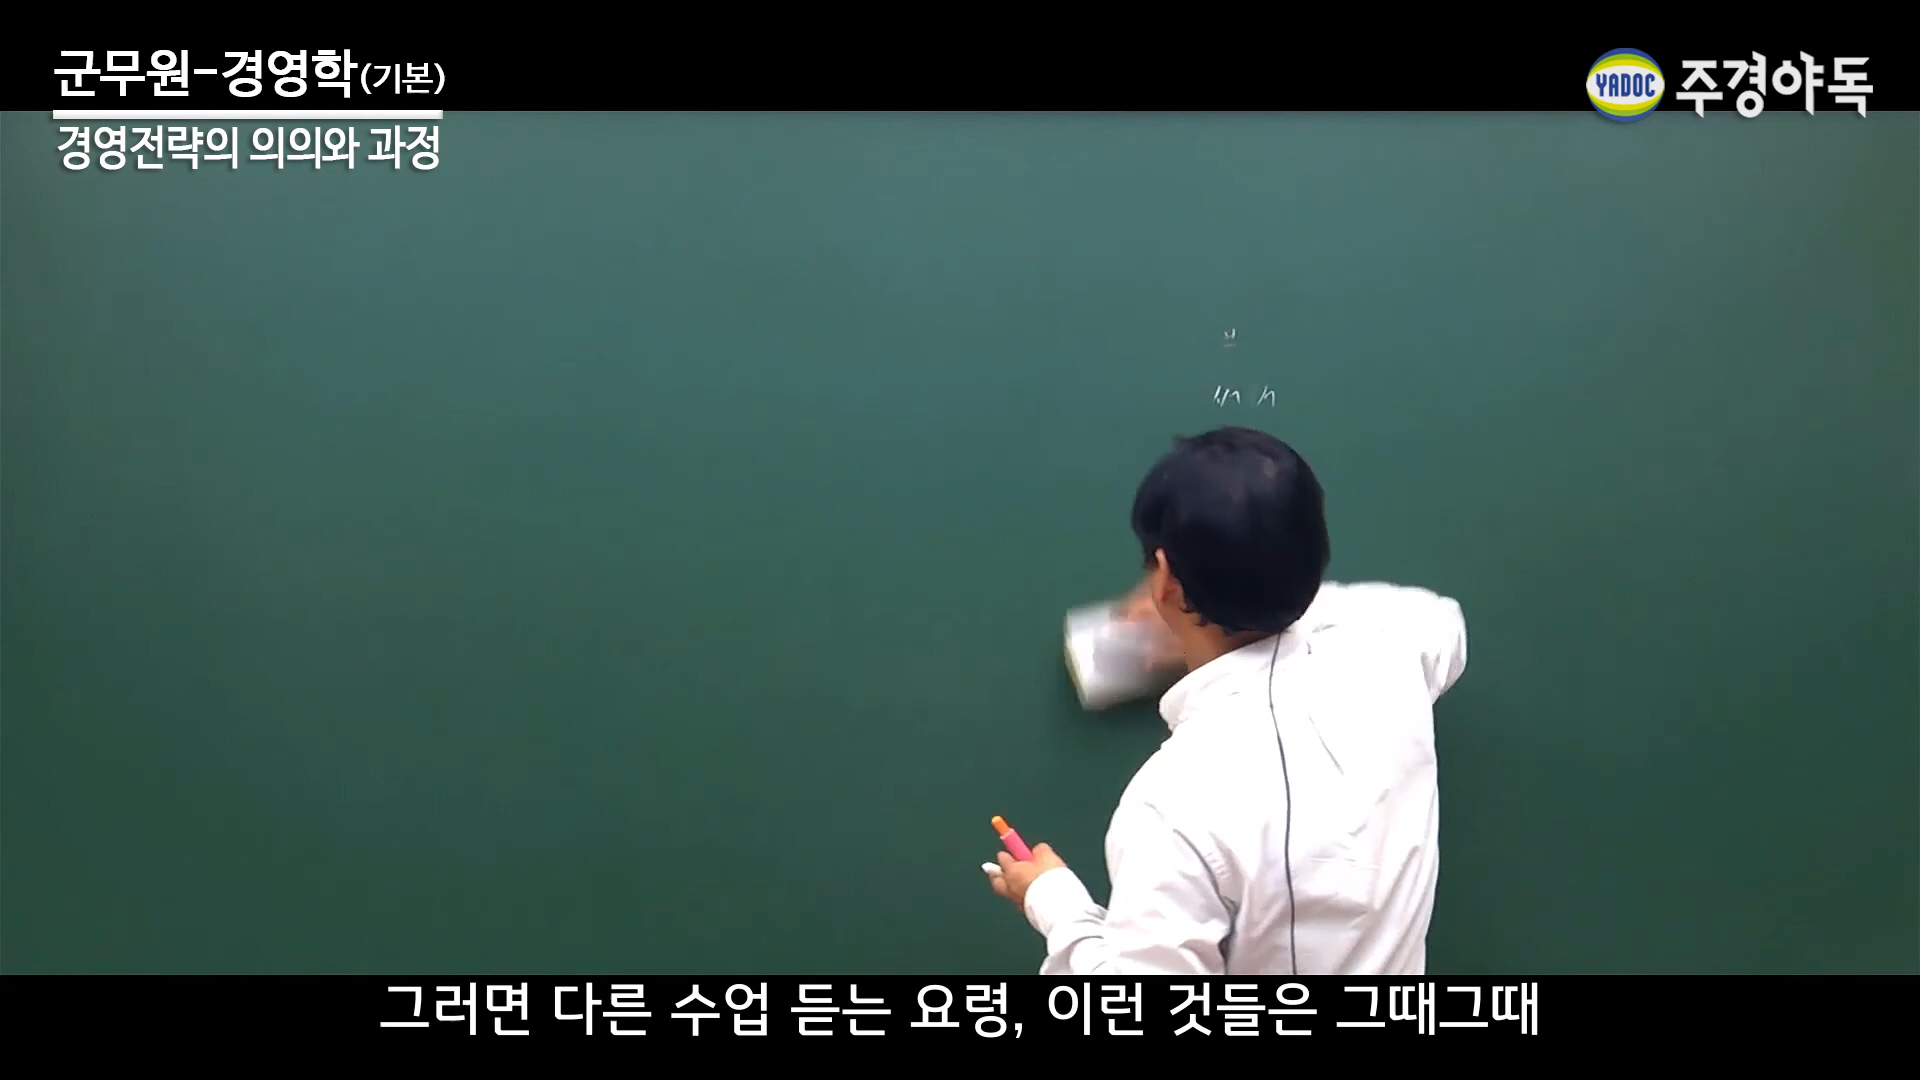 군무원-경영학(기본)
경영전략의 의의와 과정
YADOC 주경야독
그러면 다른 수업 듣는 요령, 이런 것들은 그때그때